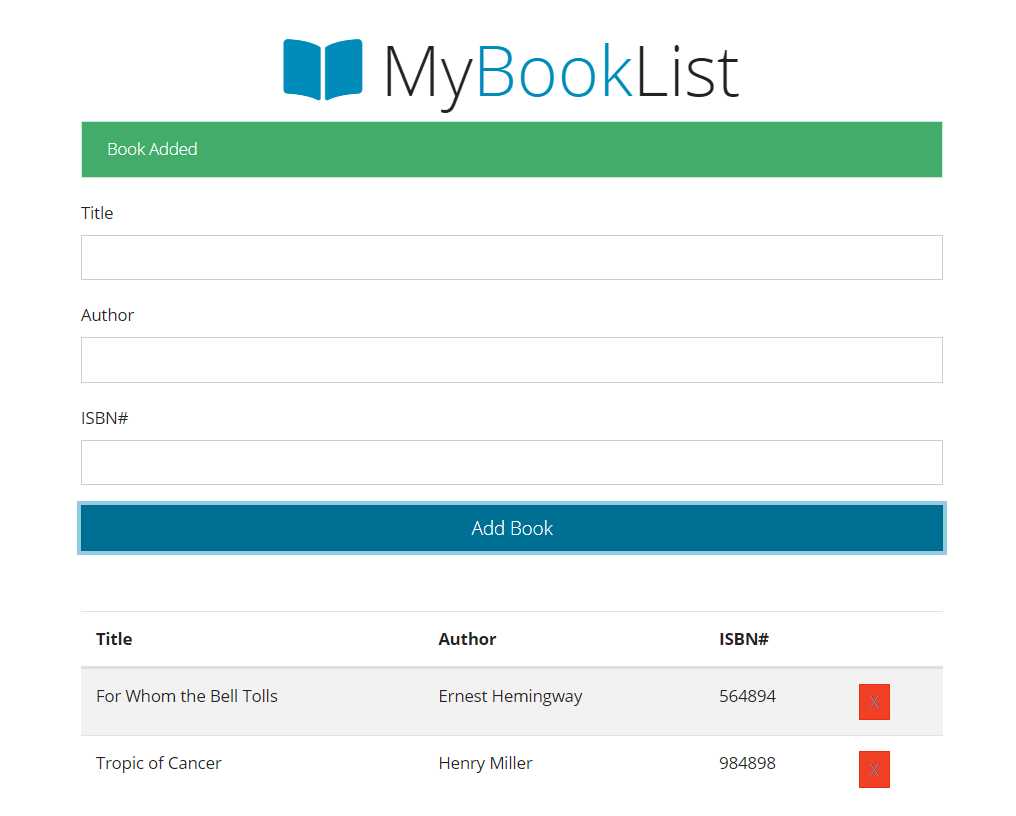 MyBookList
Book Added
Title
Author
ISBN#
Add Book
Title Author ISBN#
For Whom the Bell Tolls Ernest Hemingway 564894 X
Tropic of Cancer Henry Miller 984898 X